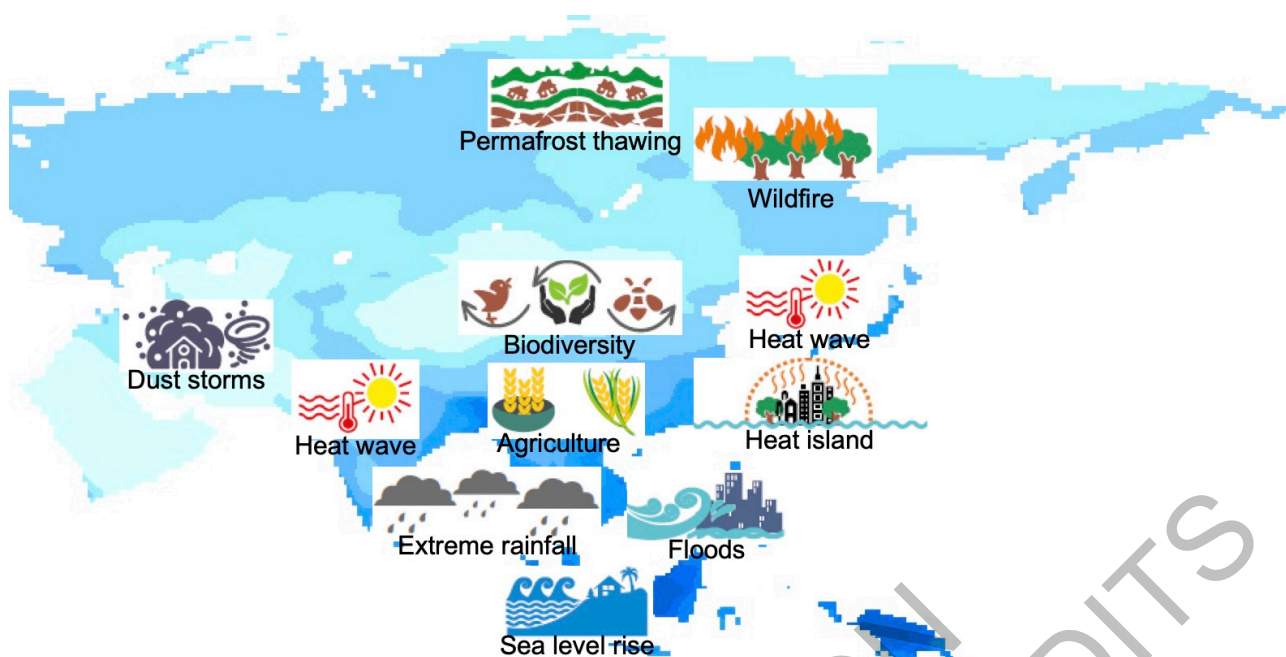 Permafrost thawing
Wildfire
Biodiversity
Heat wave
Dust storms
Heat wave
Agriculture
Heat island
Extreme rainfall
Floods
Sea level rise